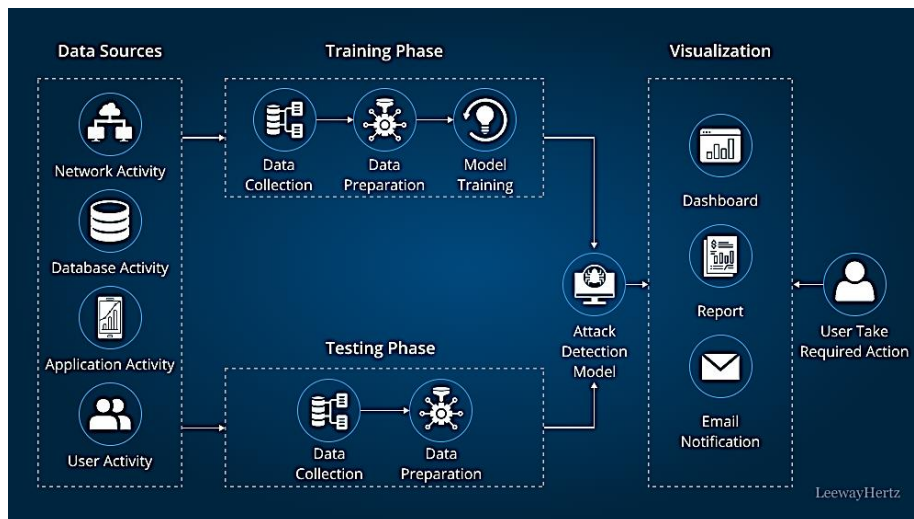 Data Sources
Training Phase
Visualization
Network Activity
Database Activity
Application Activity
User Activity
Data
Collection
Data
Preparation
Model
Training
Testing Phase
Data
Collection
Data
Preparation
Attack
Detection
Model
Dashboard
Report
Email
Notification
User Take
Required Action
LeewayHertz